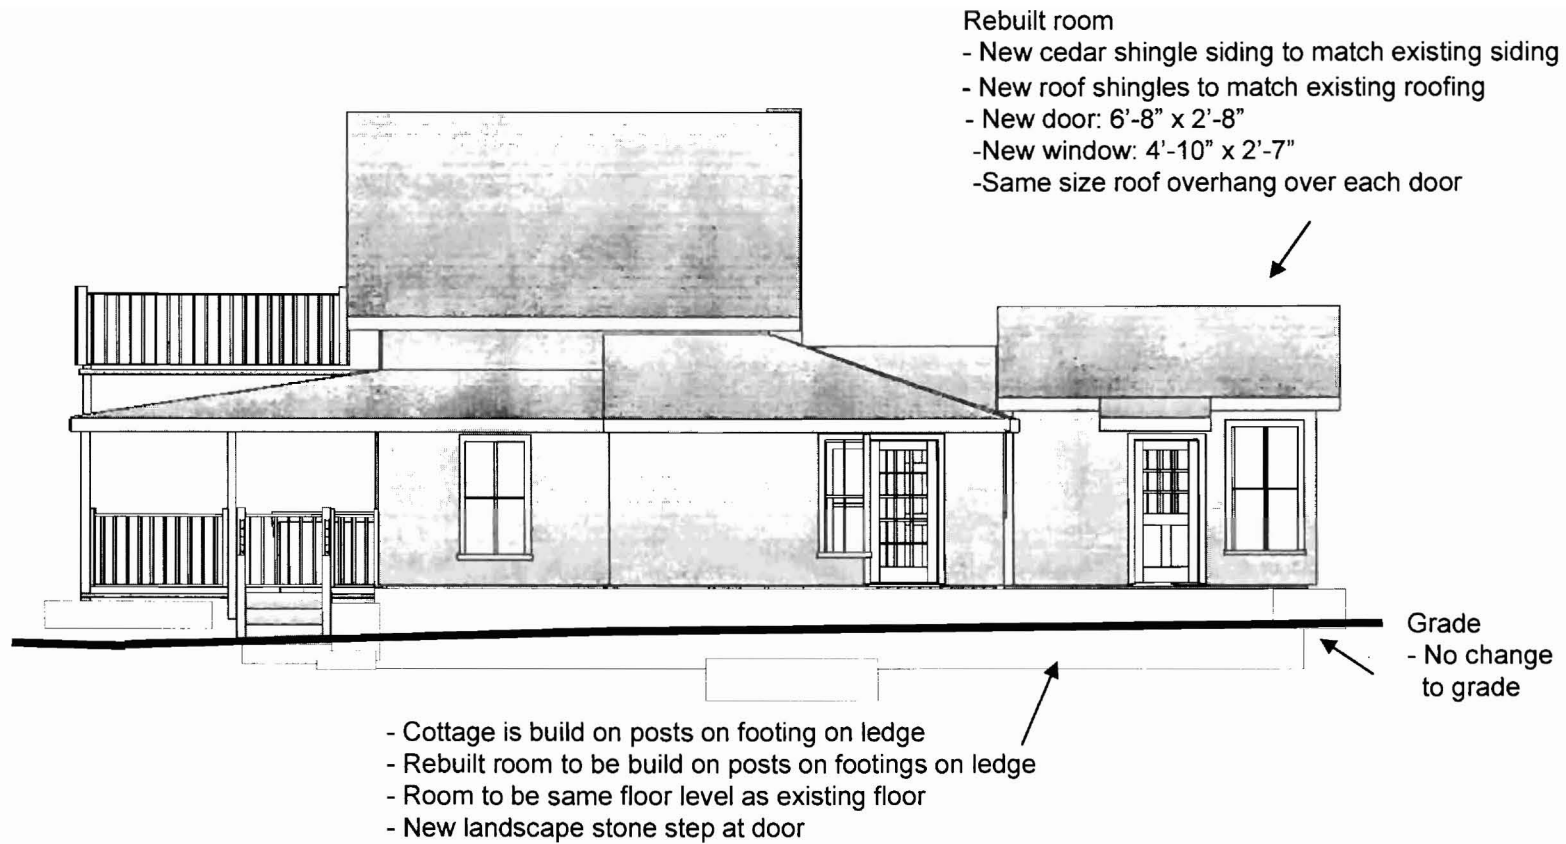 Rebuilt room
- New cedar shingle siding to match existing siding
- New roof shingles to match existing roofing
- New door: 6’-8” x 2’-8”
-New window: 4’-10” x 2’-7”
-Same size roof overhang over each door
Grade
- No change
to grade
- Cottage is build on posts on footing on ledge
- Rebuilt room to be build on posts on footings on ledge
- Room to be same floor level as existing floor
- New landscape stone step at door